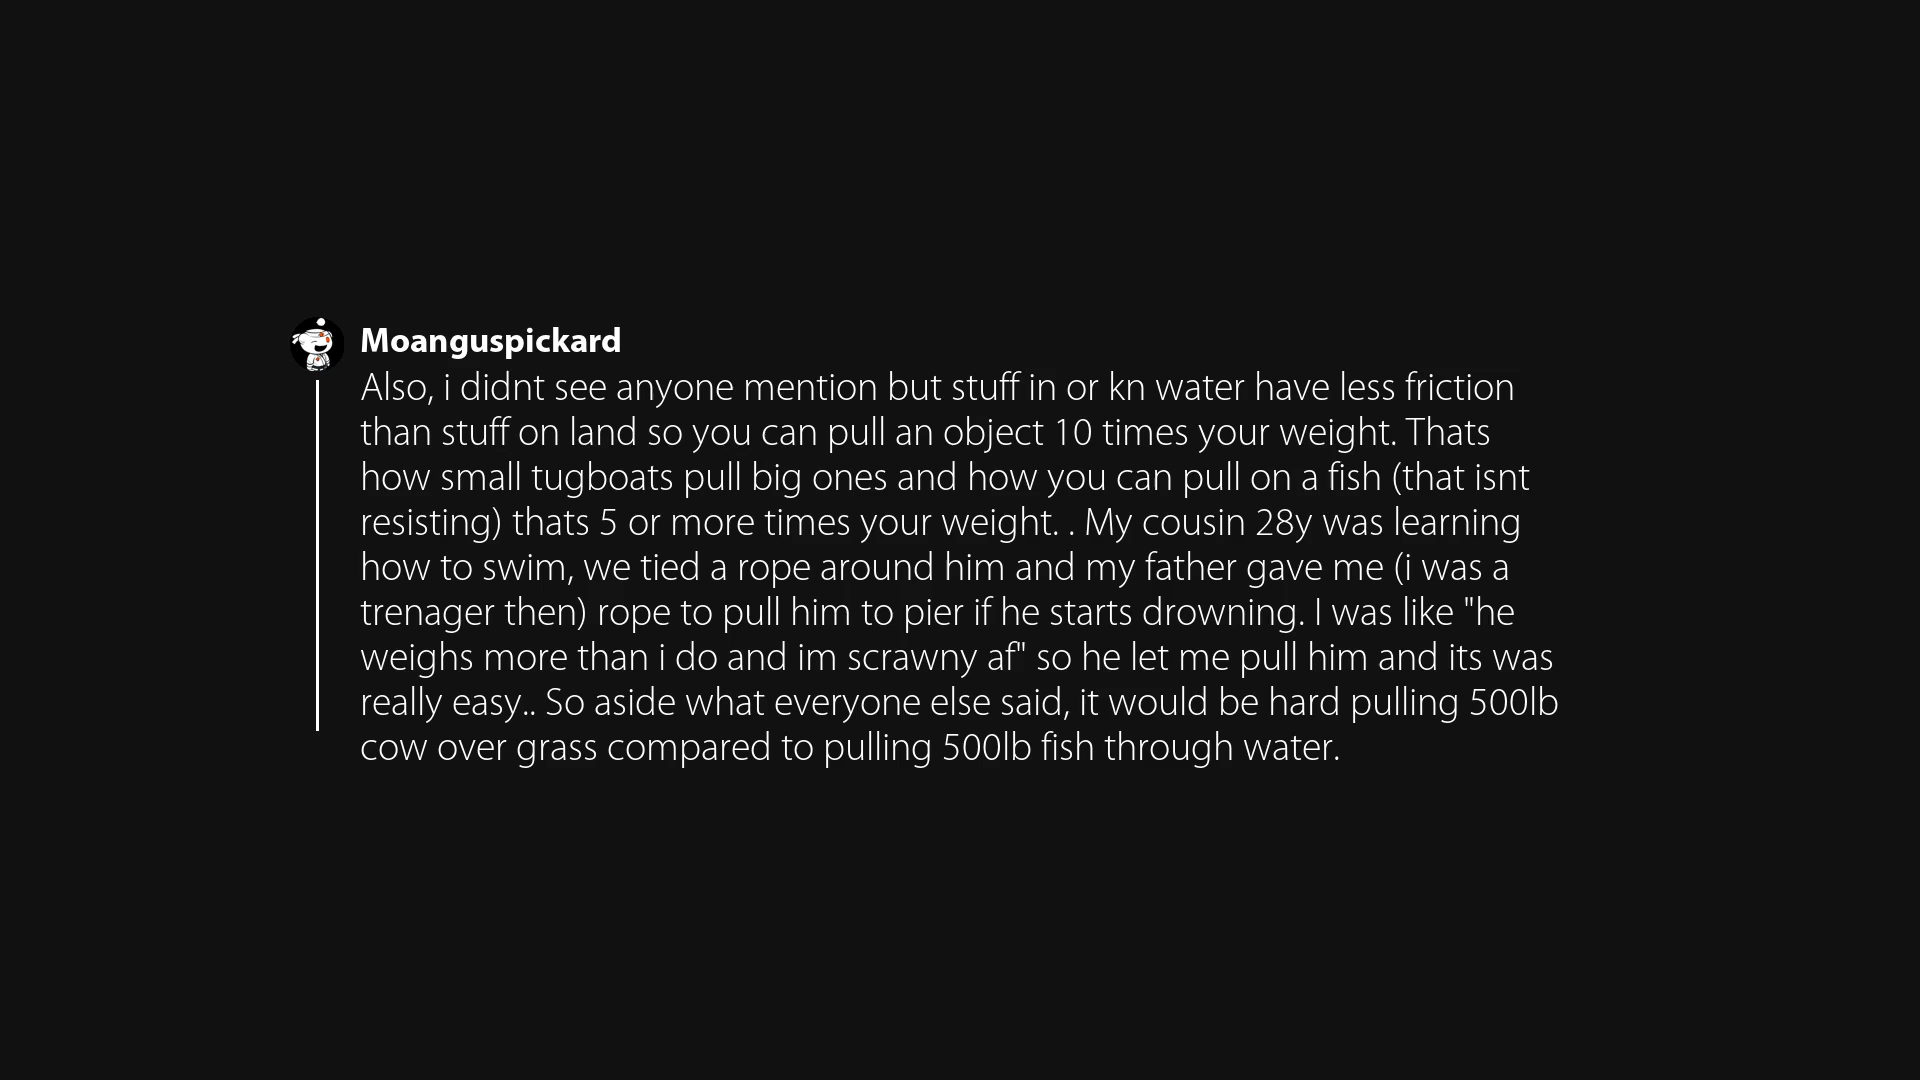 Moanguspickard
Also, i didnt see anyone mention but stuff in or kn water have less friction
than stuff on land so you can pull an object 10 times your weight. Thats
how small tugboats pull big ones and how you can pull on a fish (that isnt
resisting) thats 5 or more times your weight. . My cousin 28y was learning
how to swim, we tied a rope around him and my father gave me (i was a
trenager then) rope to pull him to pier if he starts drowning. I was like "he
weighs more than i do and im scrawny af" so he let me pull him and its was
really easy.. So aside what everyone else said, it would be hard pulling 500lb
cow over grass compared to pulling 500lb fish through water.